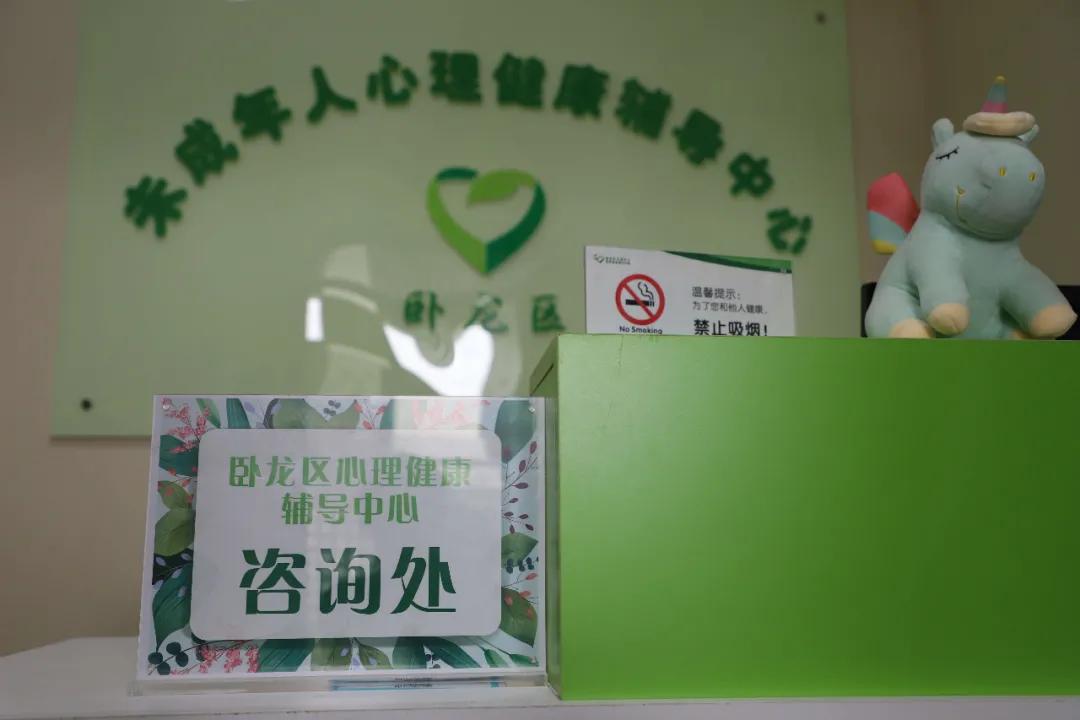 未成年人心理健康辅导中心
卧龙区
No Smoking
温馨提示：
为了您和他人健康，
禁止吸烟！
卧龙区心理健康
辅导中心
咨询处